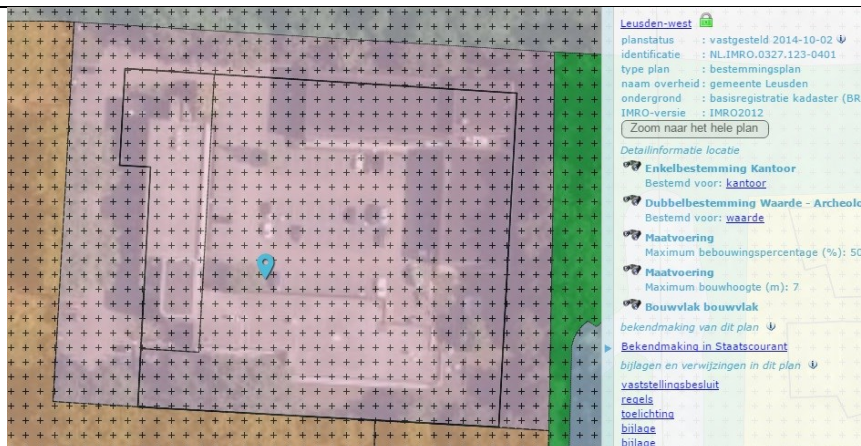 Leusden-west
planstatus : vastgesteld 2014-10-02
identificatie : NL.IMRO.0327.123-0401
type plan : bestemmingsplan
naam overheid : gemeente Leusden
ondergrond : basisregistratie kadaster (BR
IMRO-versie : IMRO2012
Zoom naar het hele plan
Detailinformatie locatie
Enkelbestemming Kantoor
Bestemd voor: kantoor
Dubbelbestemming Waarde - Archeolo
Bestemd voor: waarde
Maatvoering
Maximum bebouwingspercentage (%): 50
Maatvoering
Maximum bouwhoogte (m): 7
Bouwvlak bouwvlak
bekendmaking van dit plan
Bekendmaking in Staatscourant
bijlagen en verwijzingen in dit plan
vaststellingsbesluit
regels
toelichting
bijlage
bijlage